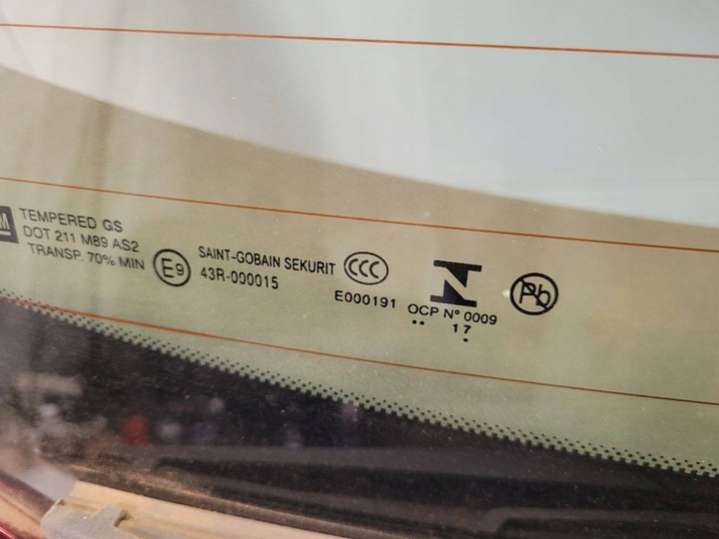 M
TEMPERED GS
DOT 211 M89 AS2
TRANSP. 70% MIN
E9
SAINT-GOBAIN SEKURIT
43R-000015
CCC
E000191
N
OCP Nº 0009
.. 17
.
Pb